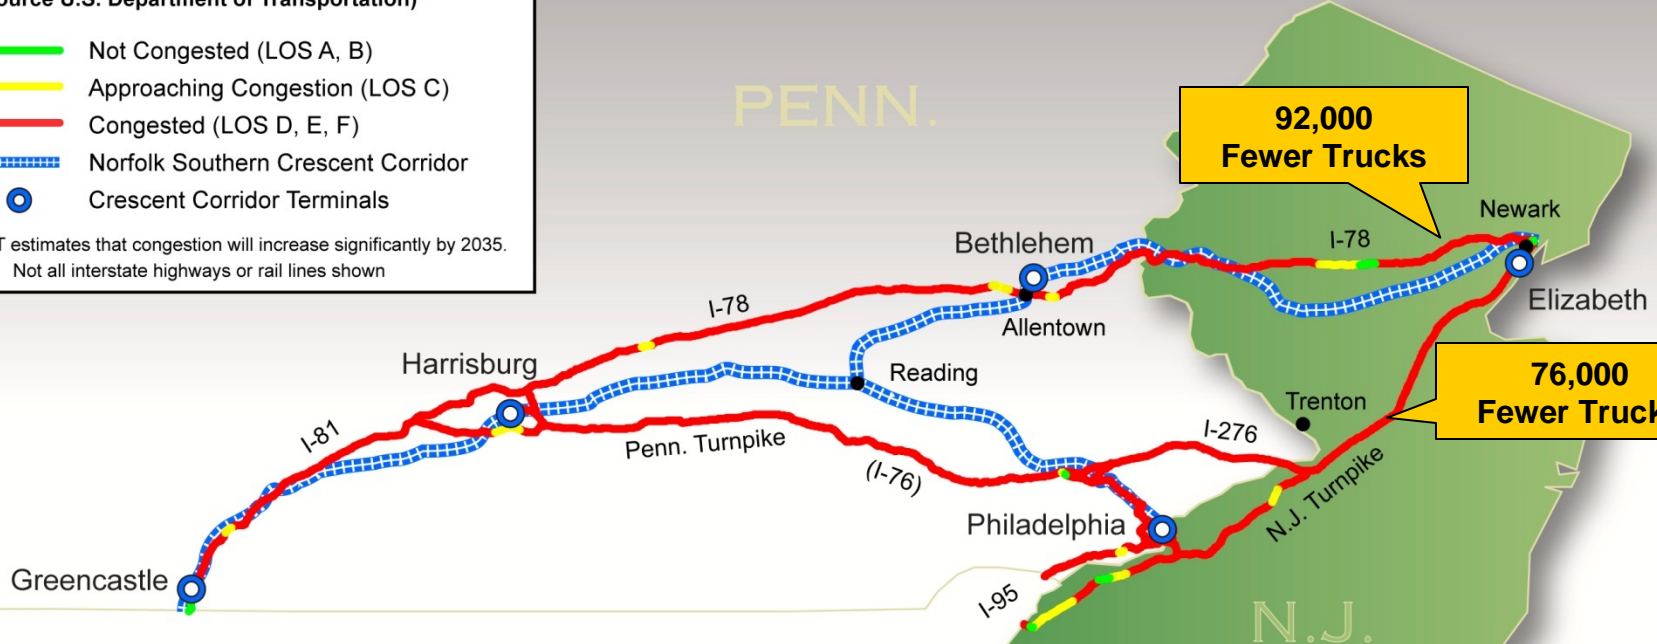 U.S. Department of Transportation)
Not Congested (LOS A, B)
Approaching Congestion (LOS C)
Congested (LOS D, E, F)
Norfolk Southern Crescent Corridor
Crescent Corridor Terminals
T estimates that congestion will increase significantly by 2035.
Not all interstate highways or rail lines shown
PENN.
92,000
Fewer Trucks
Newark
I-78
Bethlehem
Elizabeth
I-78
Allentown
Harrisburg
Reading
76,000
Fewer Truck
Trenton
I-81
I-276
Penn. Turnpike
(I-76)
N.J. Turnpike
Philadelphia
Greencastle
I-95
N.J.